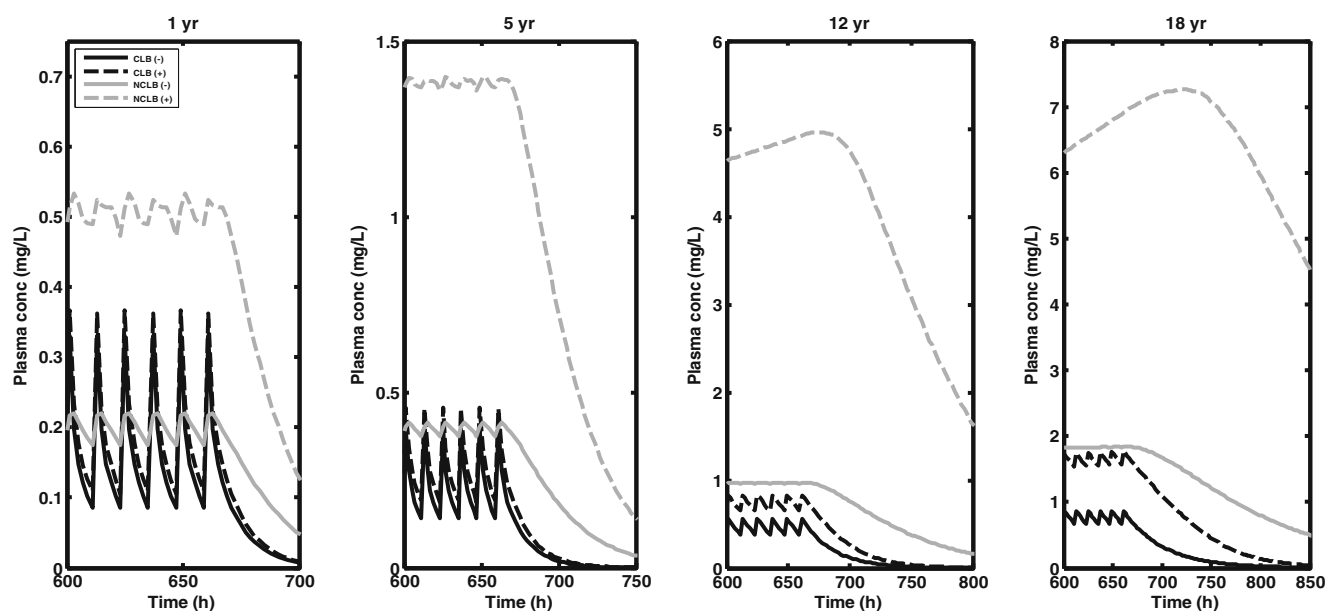 1 yr
5 yr
12 yr
18 yr
CLB (-)
CLB (+)
NCLB (-)
NCLB (+)
Plasma conc (mg/L)
0.7
0.6
0.5
0.4
0.3
0.2
0.1
0
600
650
700
Time (h)
Plasma conc (mg/L)
1.5
1
0.5
0
600
650
700
750
Time (h)
Plasma conc (mg/L)
6
5
4
3
2
1
0
600
650
700
750
800
Time (h)
Plasma conc (mg/L)
8
7
6
5
4
3
2
1
0
600
650
700
750
800
850
Time (h)